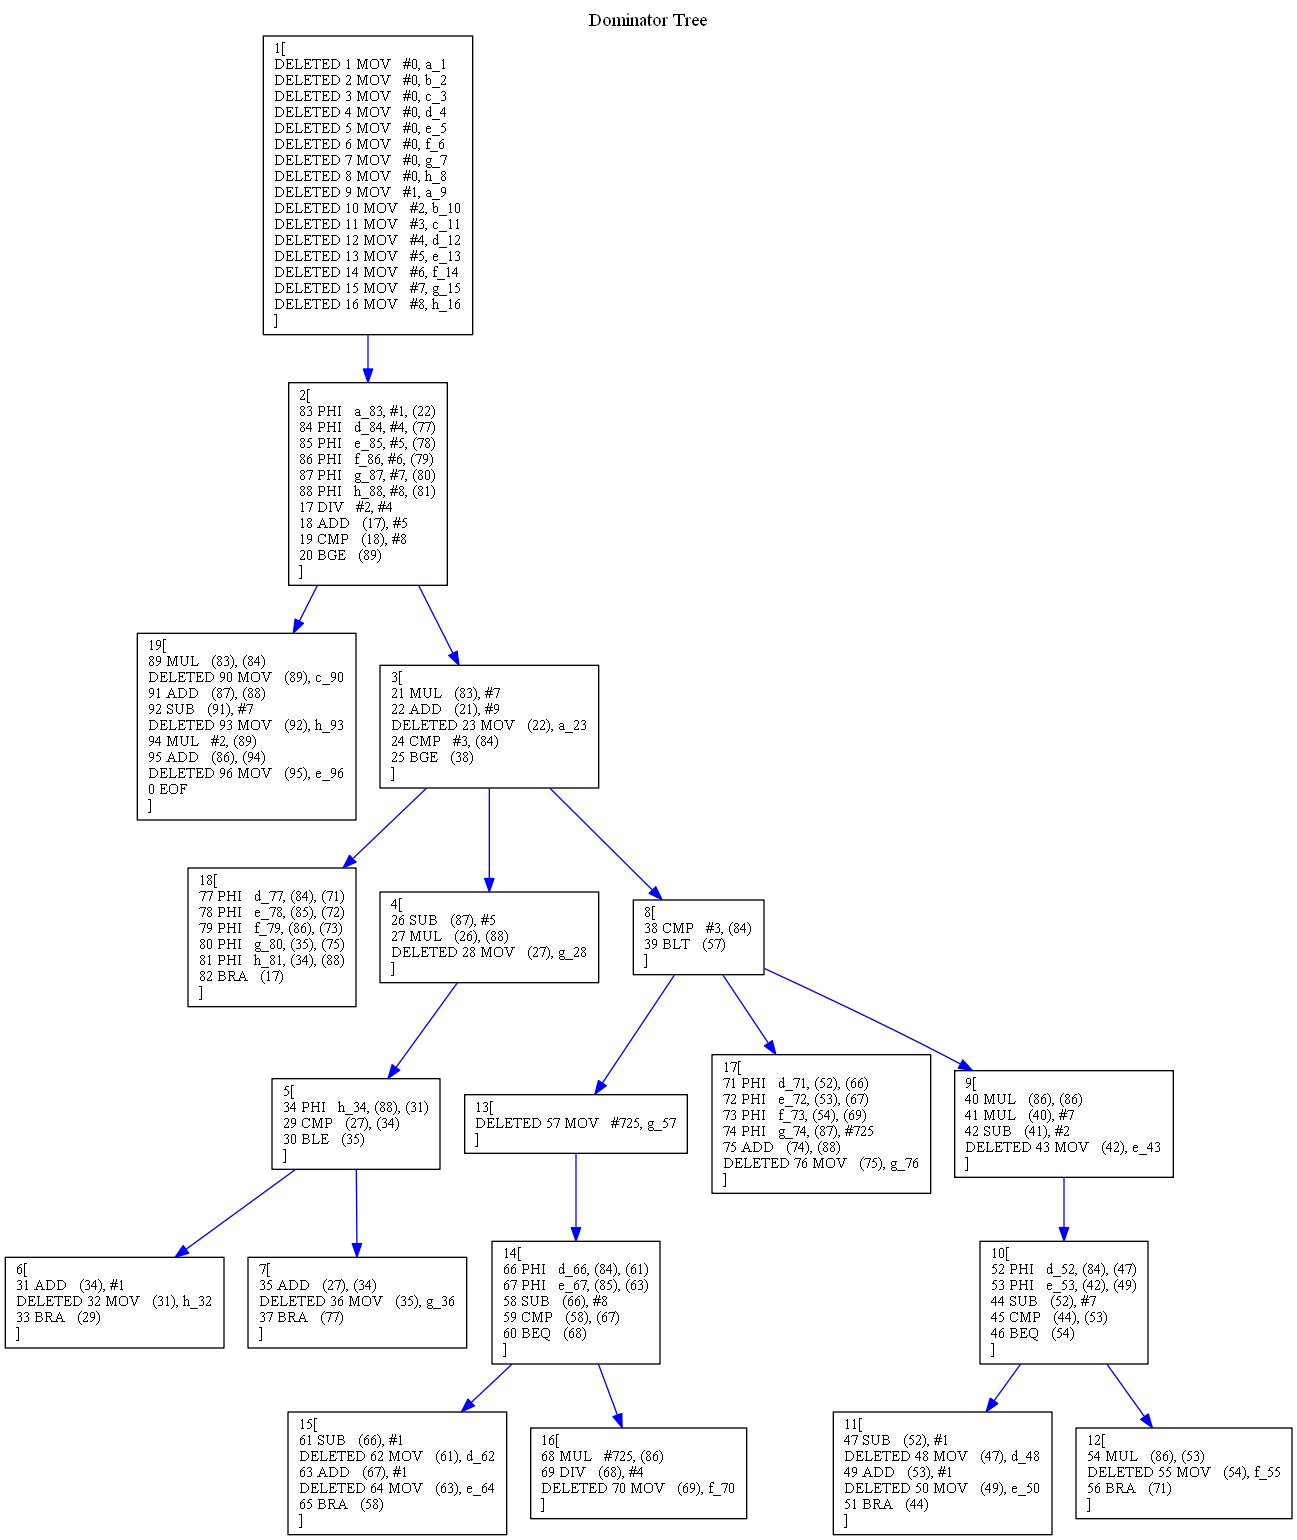 Dominator Tree
1[
DELETED 1 MOV #0, a_1
DELETED 2 MOV #0, b_2
DELETED 3 MOV #0, c_3
DELETED 4 MOV #0, d_4
DELETED 5 MOV #0, e_5
DELETED 6 MOV #0, f_6
DELETED 7 MOV #0, g_7
DELETED 8 MOV #0, h_8
DELETED 9 MOV #1, a_9
DELETED 10 MOV #2, b_10
DELETED 11 MOV #3, c_11
DELETED 12 MOV #4, d_12
DELETED 13 MOV #5, e_13
DELETED 14 MOV #6, f_14
DELETED 15 MOV #7, g_15
DELETED 16 MOV #8, h_16
]
2[
83 PHI a_83, #1, (22)
84 PHI d_84, #4, (77)
85 PHI e_85, #5, (78)
86 PHI f_86, #6, (79)
87 PHI g_87, #7, (80)
88 PHI h_88, #8, (81)
17 DIV #2, #4
18 ADD (17), #5
19 CMP (18), #8
20 BGE (89)
]
19[
89 MUL (83), (84)
DELETED 90 MOV (89), c_90
91 ADD (87), (88)
92 SUB (91), #7
DELETED 93 MOV (92), h_93
94 MUL #2, (89)
95 ADD (86), (94)
DELETED 96 MOV (95), e_96
0 EOF
]
3[
21 MUL (83), #7
22 ADD (21), #9
DELETED 23 MOV (22), a_23
24 CMP #3, (84)
25 BGE (38)
]
18[
77 PHI d_77, (84), (71)
78 PHI e_78, (85), (72)
79 PHI f_79, (86), (73)
80 PHI g_80, (35), (75)
81 PHI h_81, (34), (88)
82 BRA (17)
]
4[
26 SUB (87), #5
27 MUL (26), (88)
DELETED 28 MOV (27), g_28
]
8[
38 CMP #3, (84)
39 BLT (57)
]
5[
34 PHI h_34, (88), (31)
29 CMP (27), (34)
30 BLE (35)
]
13[
DELETED 57 MOV #725, g_57
]
17[
71 PHI d_71, (52), (66)
72 PHI e_72, (53), (67)
73 PHI f_73, (54), (69)
74 PHI g_74, (87), #725
75 ADD (74), (88)
DELETED 76 MOV (75), g_76
]
9[
40 MUL (86), (86)
41 MUL (40), #7
42 SUB (41), #2
DELETED 43 MOV (42), e_43
]
6[
31 ADD (34), #1
DELETED 32 MOV (31), h_32
33 BRA (29)
]
7[
35 ADD (27), (34)
DELETED 36 MOV (35), g_36
37 BRA (77)
]
14[
66 PHI d_66, (84), (61)
67 PHI e_67, (85), (63)
58 SUB (66), #8
59 CMP (58), (67)
60 BEQ (68)
]
10[
52 PHI d_52, (84), (47)
53 PHI e_53, (42), (49)
44 SUB (52), #7
45 CMP (44), (53)
46 BEQ (54)
]
15[
61 SUB (66), #1
DELETED 62 MOV (61), d_62
63 ADD (67), #1
DELETED 64 MOV (63), e_64
65 BRA (58)
]
16[
68 MUL #725, (86)
69 DIV (68), #4
DELETED 70 MOV (69), f_70
]
11[
47 SUB (52), #1
DELETED 48 MOV (47), d_48
49 ADD (53), #1
DELETED 50 MOV (49), e_50
51 BRA (44)
]
12[
54 MUL (86), (53)
DELETED 55 MOV (54), f_55
56 BRA (71)
]